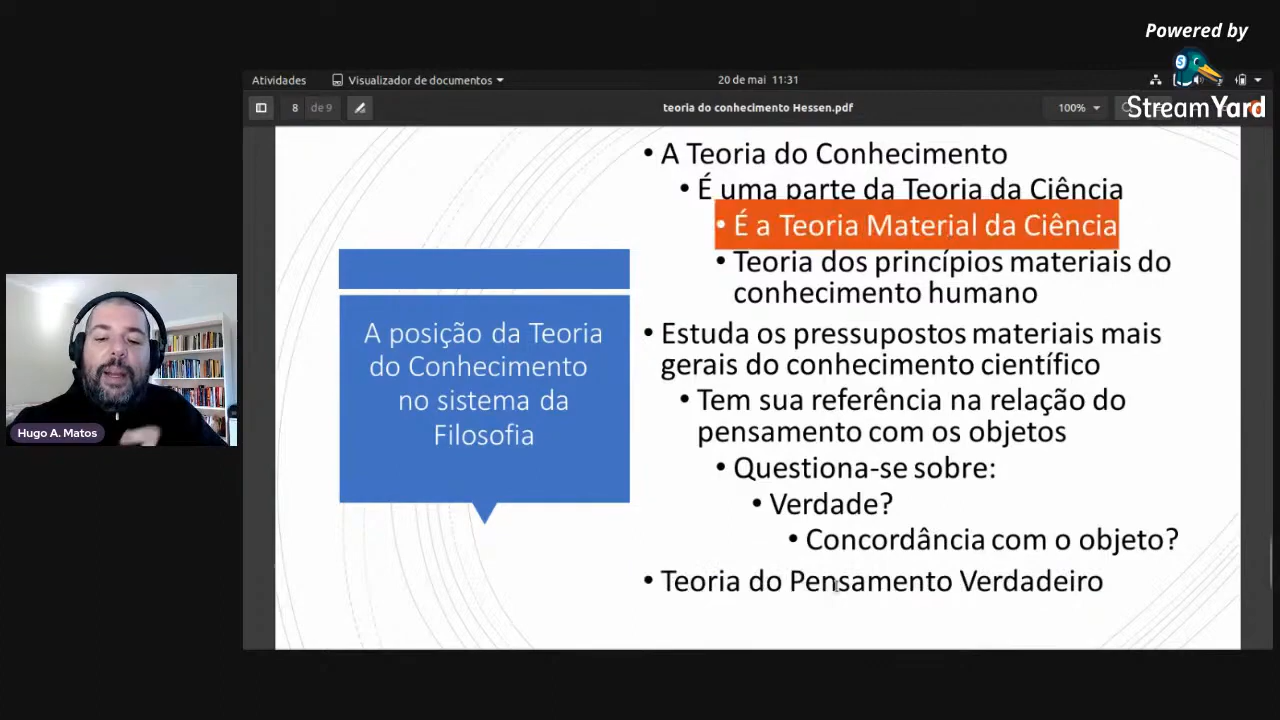 Powered by
StreamYard
Atividades
Visualizador de documentos
20 de mai 11:31
8 de 9
teoria do conhecimento Hessen.pdf
100%
A posição da Teoria
do Conhecimento
no sistema da
Filosofia
• A Teoria do Conhecimento
• É uma parte da Teoria da Ciência
• É a Teoria Material da Ciência
• Teoria dos princípios materiais do
conhecimento humano
• Estuda os pressupostos materiais mais
gerais do conhecimento científico
• Tem sua referência na relação do
pensamento com os objetos
• Questiona-se sobre:
• Verdade?
• Concordância com o objeto?
• Teoria do Pensamento Verdadeiro
Hugo A. Matos